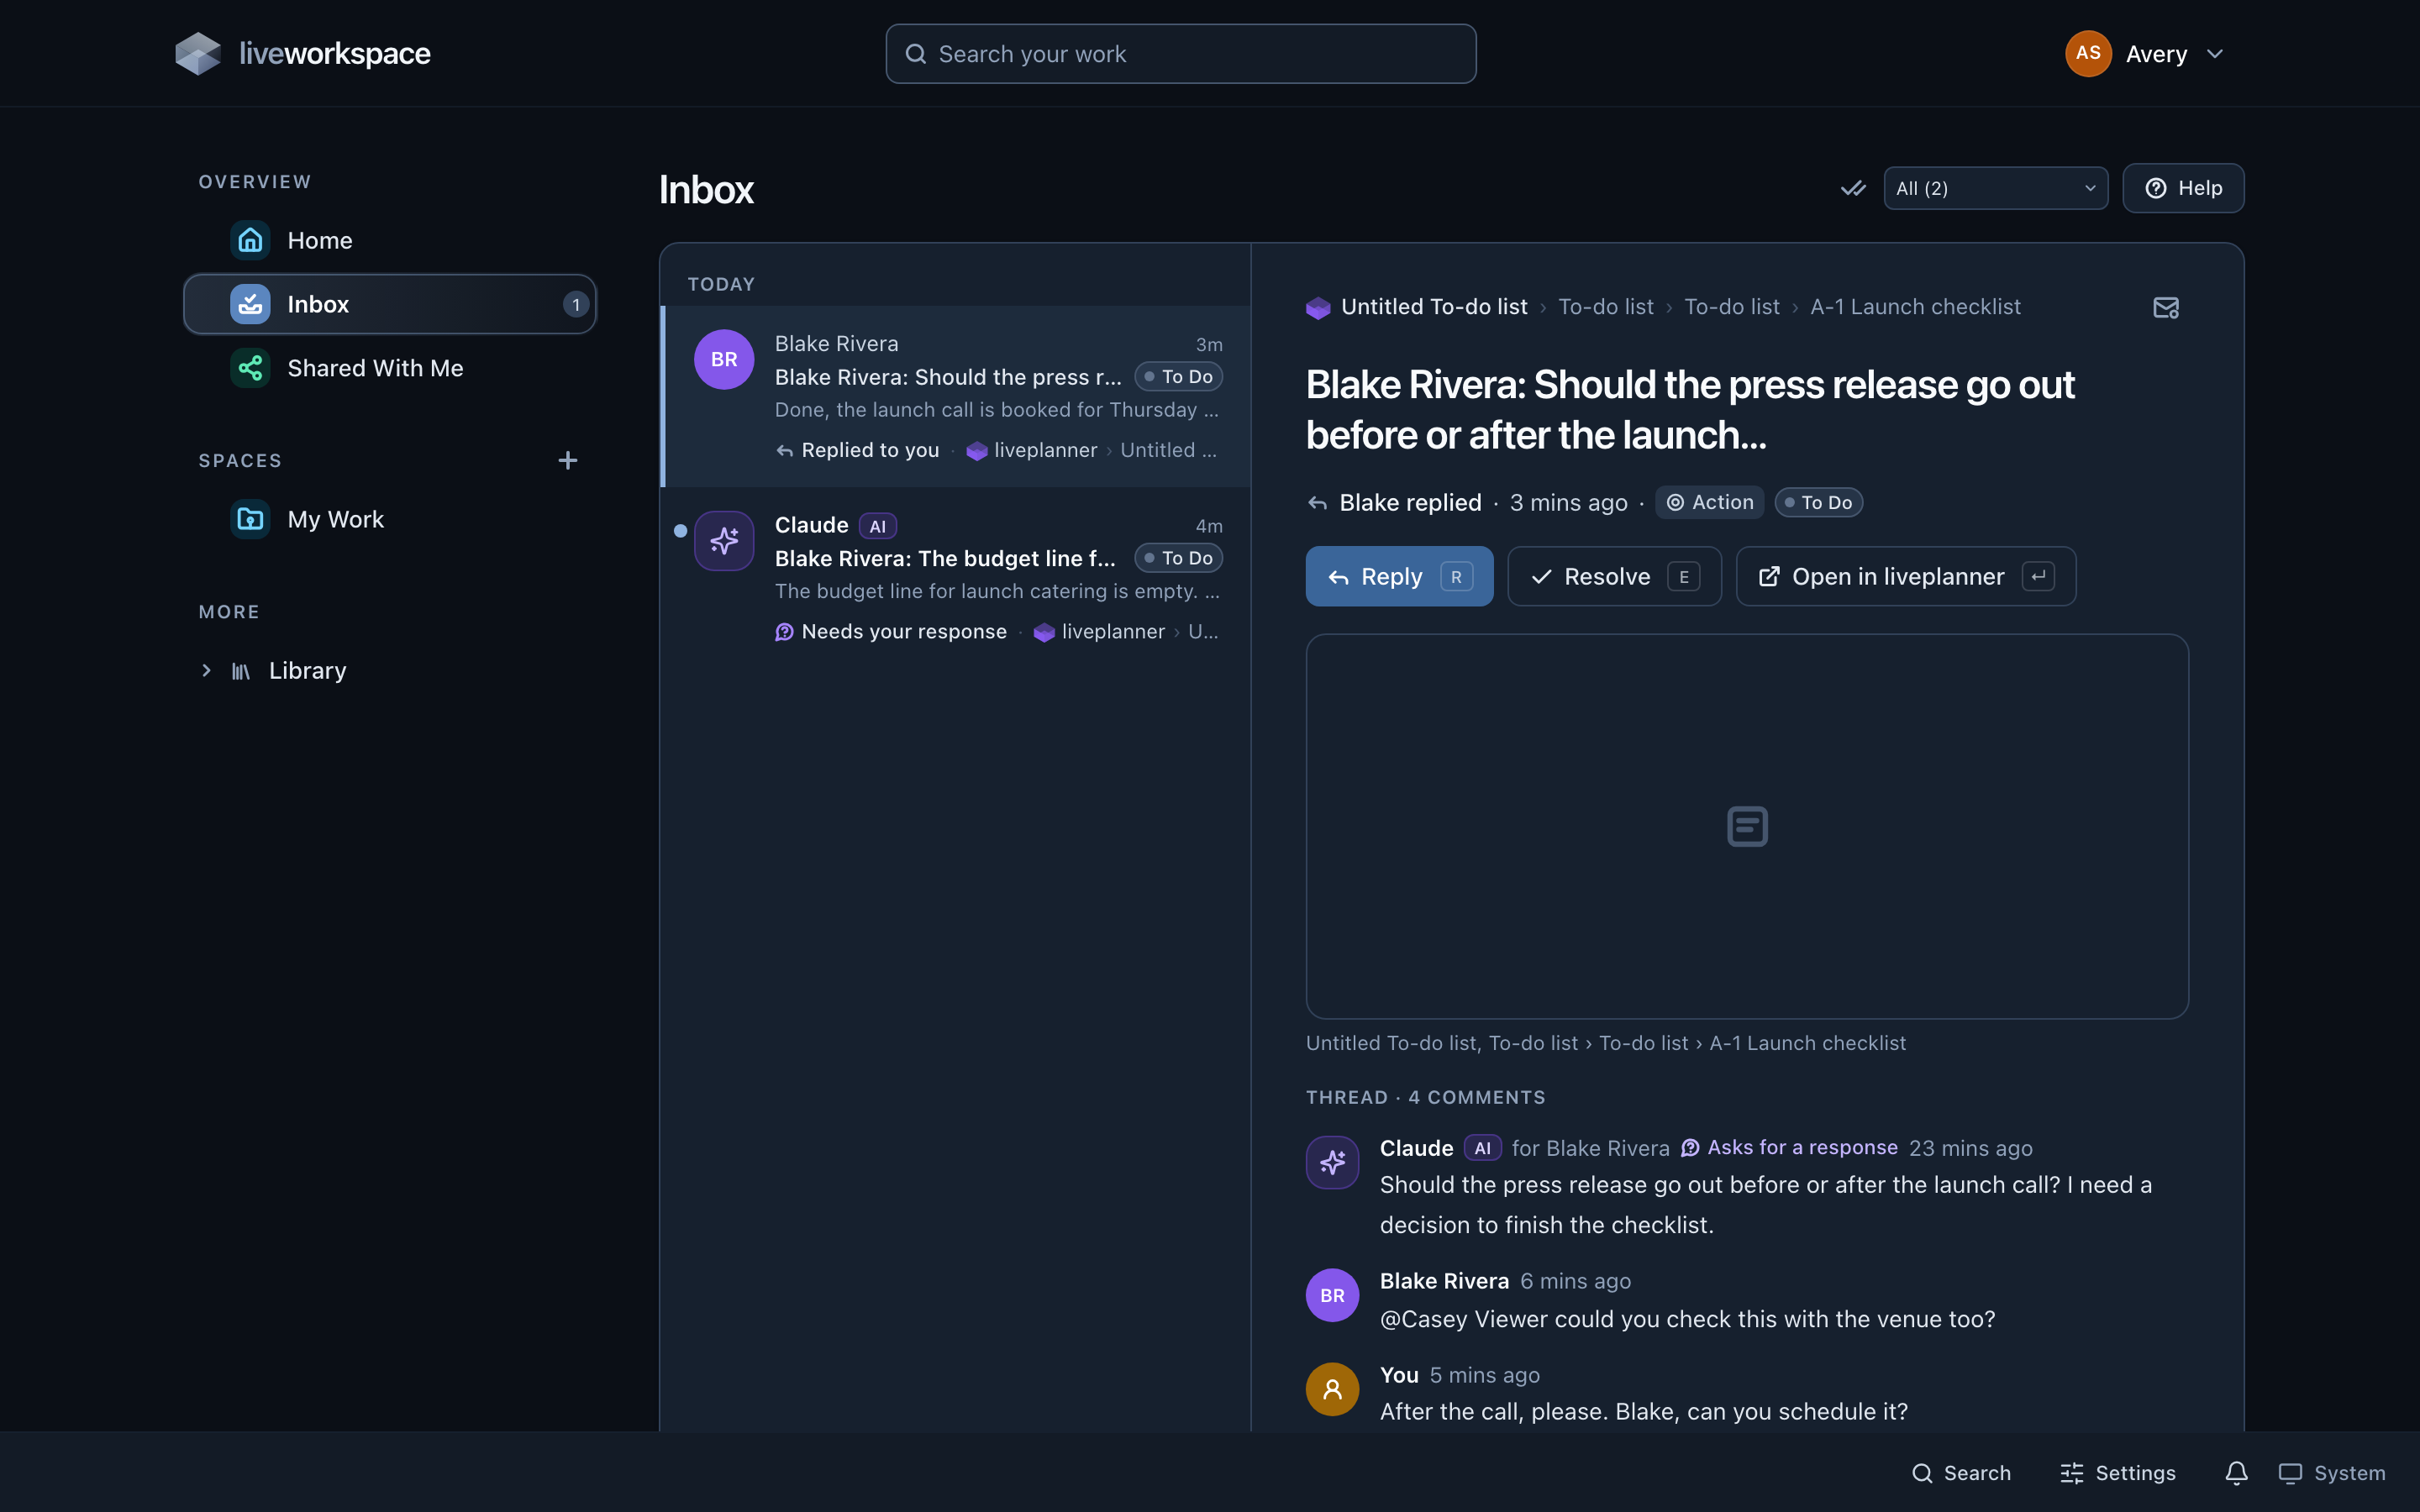 liveworkspace
Search your work
AS
Avery
OVERVIEW
Home
Inbox
1
Shared With Me
SPACES
My Work
MORE
Library
Inbox
All (2)
Help
TODAY
BR
Blake Rivera
3m
Blake Rivera: Should the press r...
To Do
Done, the launch call is booked for Thursday ...
Replied to you · liveplanner › Untitled ...
Claude AI
4m
Blake Rivera: The budget line f...
To Do
The budget line for launch catering is empty. ...
Needs your response · liveplanner › U...
Untitled To-do list › To-do list › To-do list › A-1 Launch checklist
Blake Rivera: Should the press release go out
before or after the launch...
Blake replied · 3 mins ago · Action To Do
Reply R
Resolve E
Open in liveplanner ↵
Untitled To-do list, To-do list › To-do list › A-1 Launch checklist
THREAD · 4 COMMENTS
Claude AI for Blake Rivera Asks for a response 23 mins ago
Should the press release go out before or after the launch call? I need a
decision to finish the checklist.
BR
Blake Rivera 6 mins ago
@Casey Viewer could you check this with the venue too?
You 5 mins ago
After the call, please. Blake, can you schedule it?
Search
Settings
System